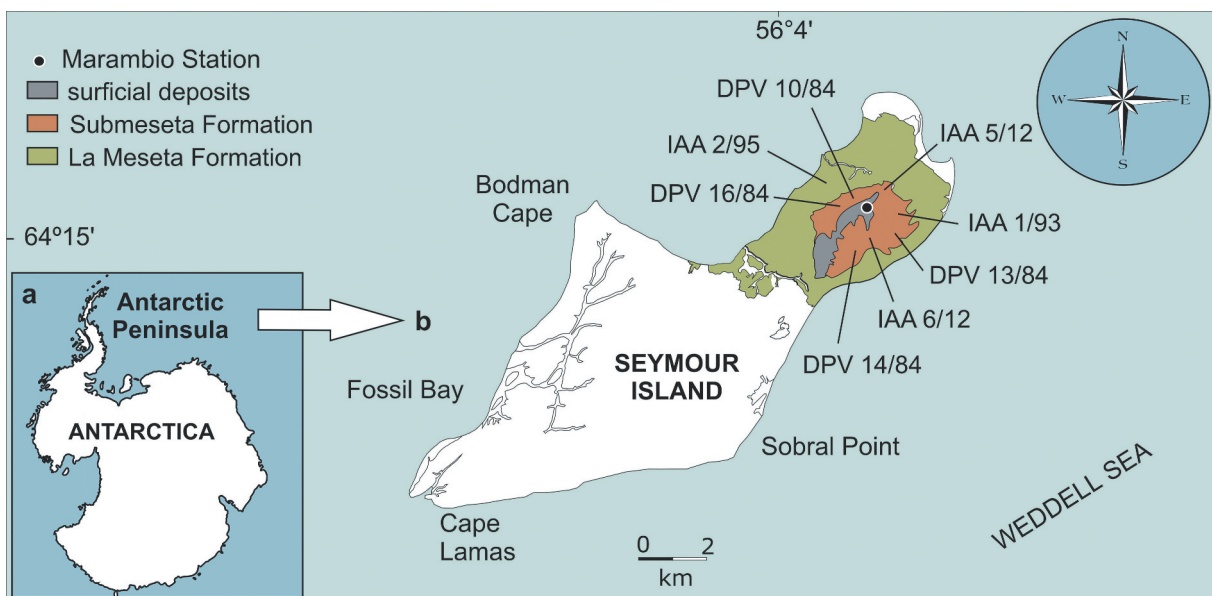 56°4'
Marambio Station
surficial deposits
Submeseta Formation
La Meseta Formation
N
W
E
S
DPV 10/84
IAA 5/12
IAA 2/95
DPV 16/84
IAA 1/93
DPV 13/84
IAA 6/12
DPV 14/84
Bodman
Cape
64°15'
a
Antarctic
Peninsula
b
ANTARCTICA
SEYMOUR
ISLAND
Fossil Bay
Sobral Point
Cape
Lamas
WEDDELL SEA
0 2
km